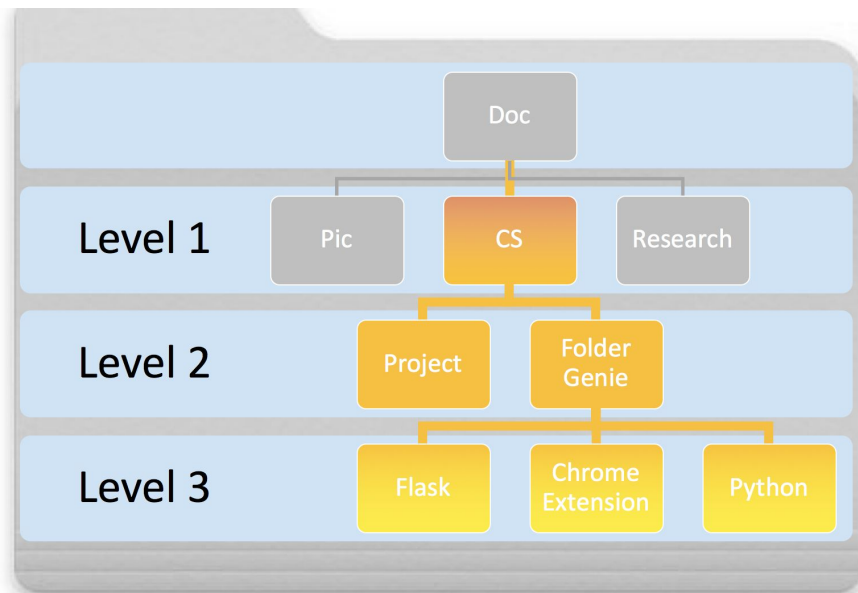 Doc
Level 1
Pic
CS
Research
Level 2
Project
Folder
Genie
Level 3
Flask
Chrome
Extension
Python